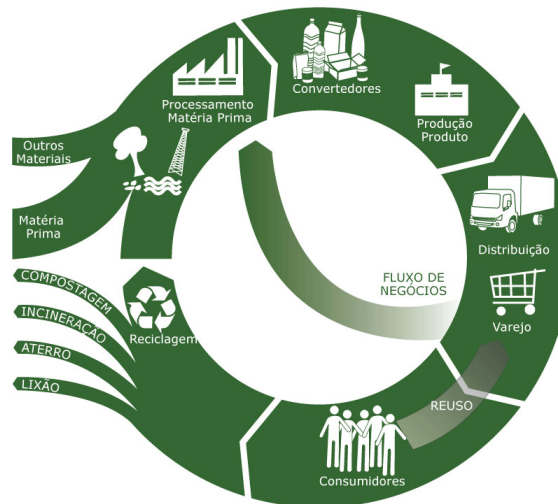 Processamento
Matéria Prima
Convertedores
Produção
Produto
Outros
Materiais
Matéria
Prima
Distribuição
FLUXO DE
NEGÓCIOS
Varejo
COMPOSTAGEM
INCINERAÇÃO
ATERRO
LIXÃO
Reciclagem
REUSO
Consumidores